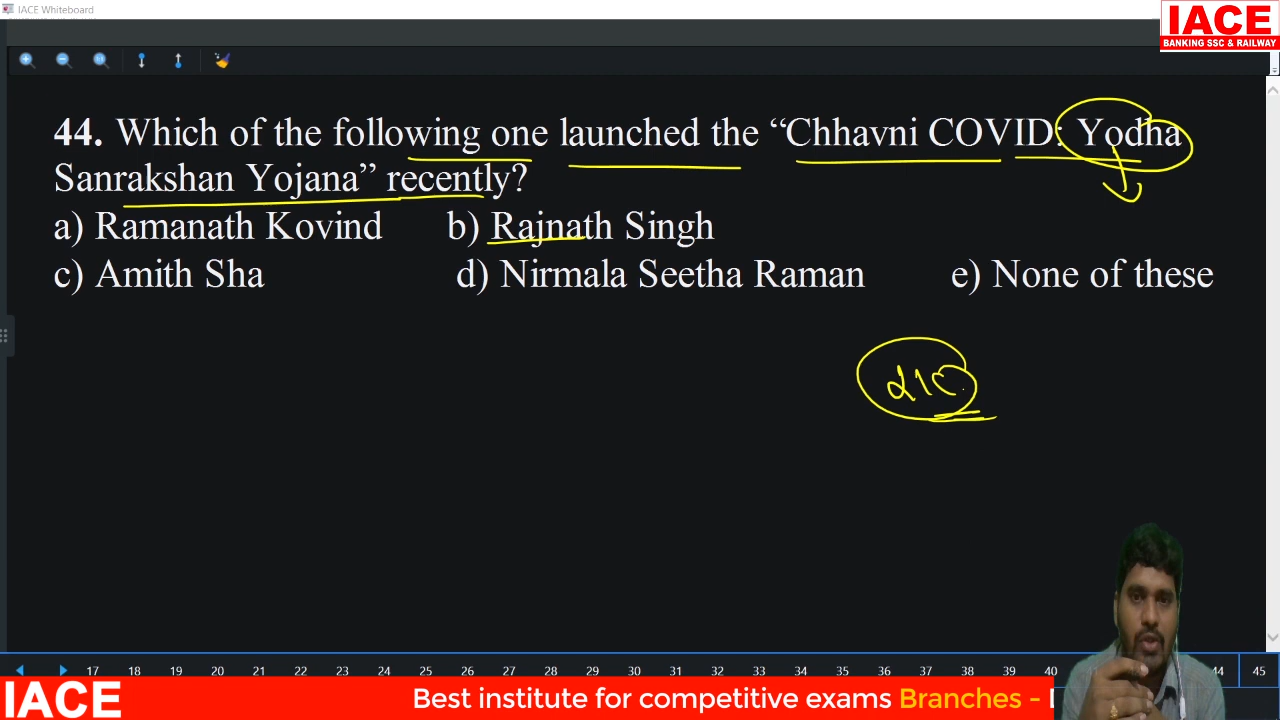 IACE Whiteboard
IACE
BANKING SSC & RAILWAY
44. Which of the following one launched the “Chhavni COVID: Yodha
Sanrakshan Yojana” recently?
a) Ramanath Kovind b) Rajnath Singh
c) Amith Sha d) Nirmala Seetha Raman e) None of these
17 18 19 20 21 22 23 24 25 26 27 28 29 30 31 32 33 34 35 36 37 38 39 40 44 45
IACE Best institute for competitive exams Branches -